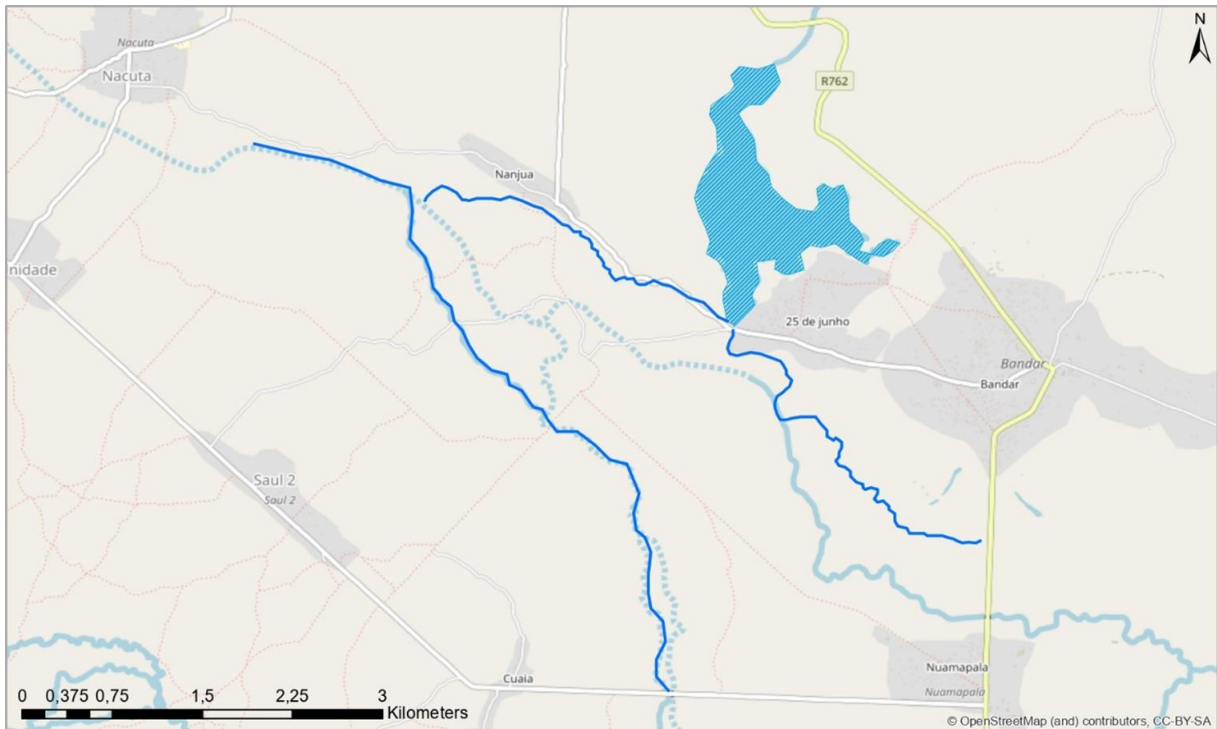 N
Nacuta
Nacuta
R762
Nanjua
nidade
25 de junho
Bandar
Bandar
Saul 2
Saul 2
Cuaia
Nuamapala
Nuamapala
0 0,375 0,75 1,5 2,25 3
Kilometers
© OpenStreetMap (and) contributors, CC-BY-SA